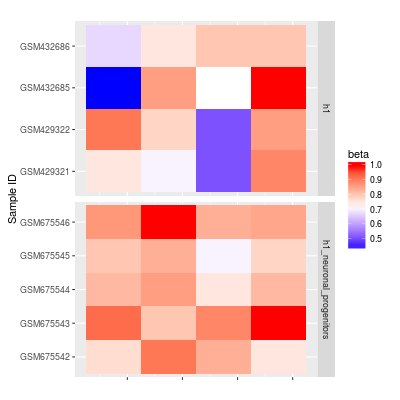 GSM432686
GSM432685
GSM429322
GSM429321
h1
GSM675546
GSM675545
GSM675544
GSM675543
GSM675542
h1_neuronal_progenitors
Sample ID
beta
1.0
0.9
0.8
0.7
0.6
0.5